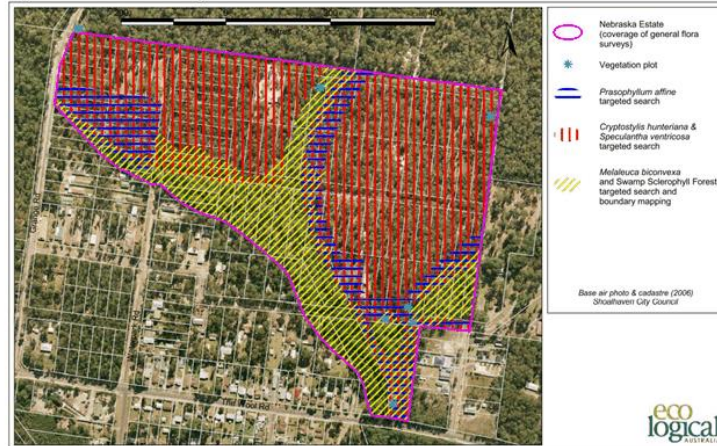 Nebraska Estate
(coverage of general flora
surveys)
Vegetation plot
Prasophyllum affine
targeted search
Cryptostylis hunteriana &
Speculantha ventricosa
targeted search
Melaleuca biconvexa
and Swamp Sclerophyll Forest
targeted search and
boundary mapping
Base air photo & cadastre (2006)
Shoalhaven City Council
eco
logical
AUSTRALIA